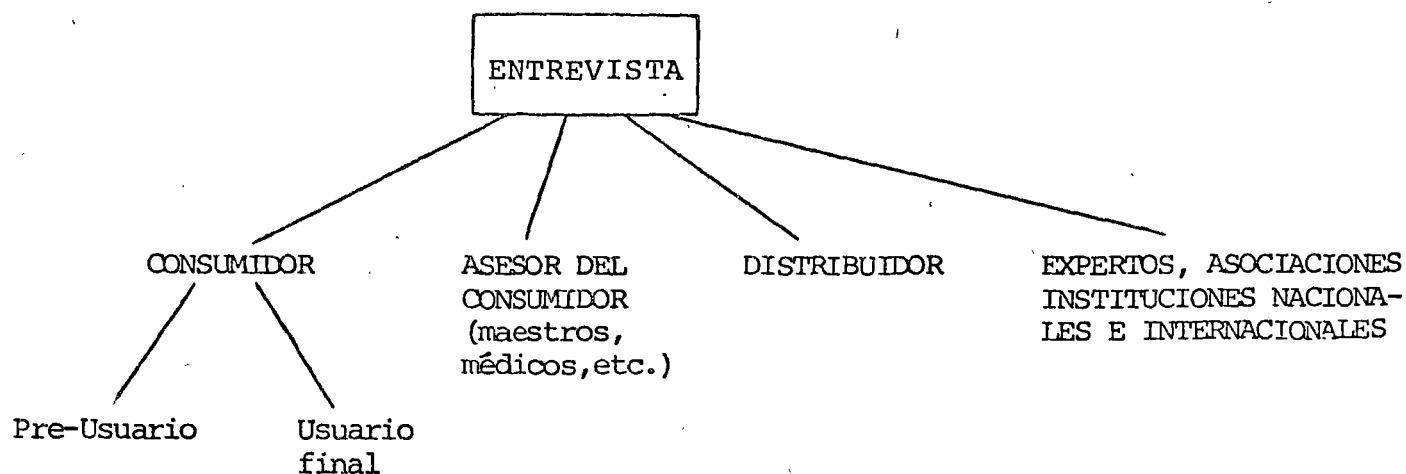 ENTREVISTA
CONSUMIDOR
ASESOR DEL
CONSUMIDOR
(maestros,
médicos,etc.)
DISTRIBUIDOR
EXPERTOS, ASOCIACIONES
INSTITUCIONES NACIONA-
LES E INTERNACIONALES
Pre-Usuario
Usuario
final